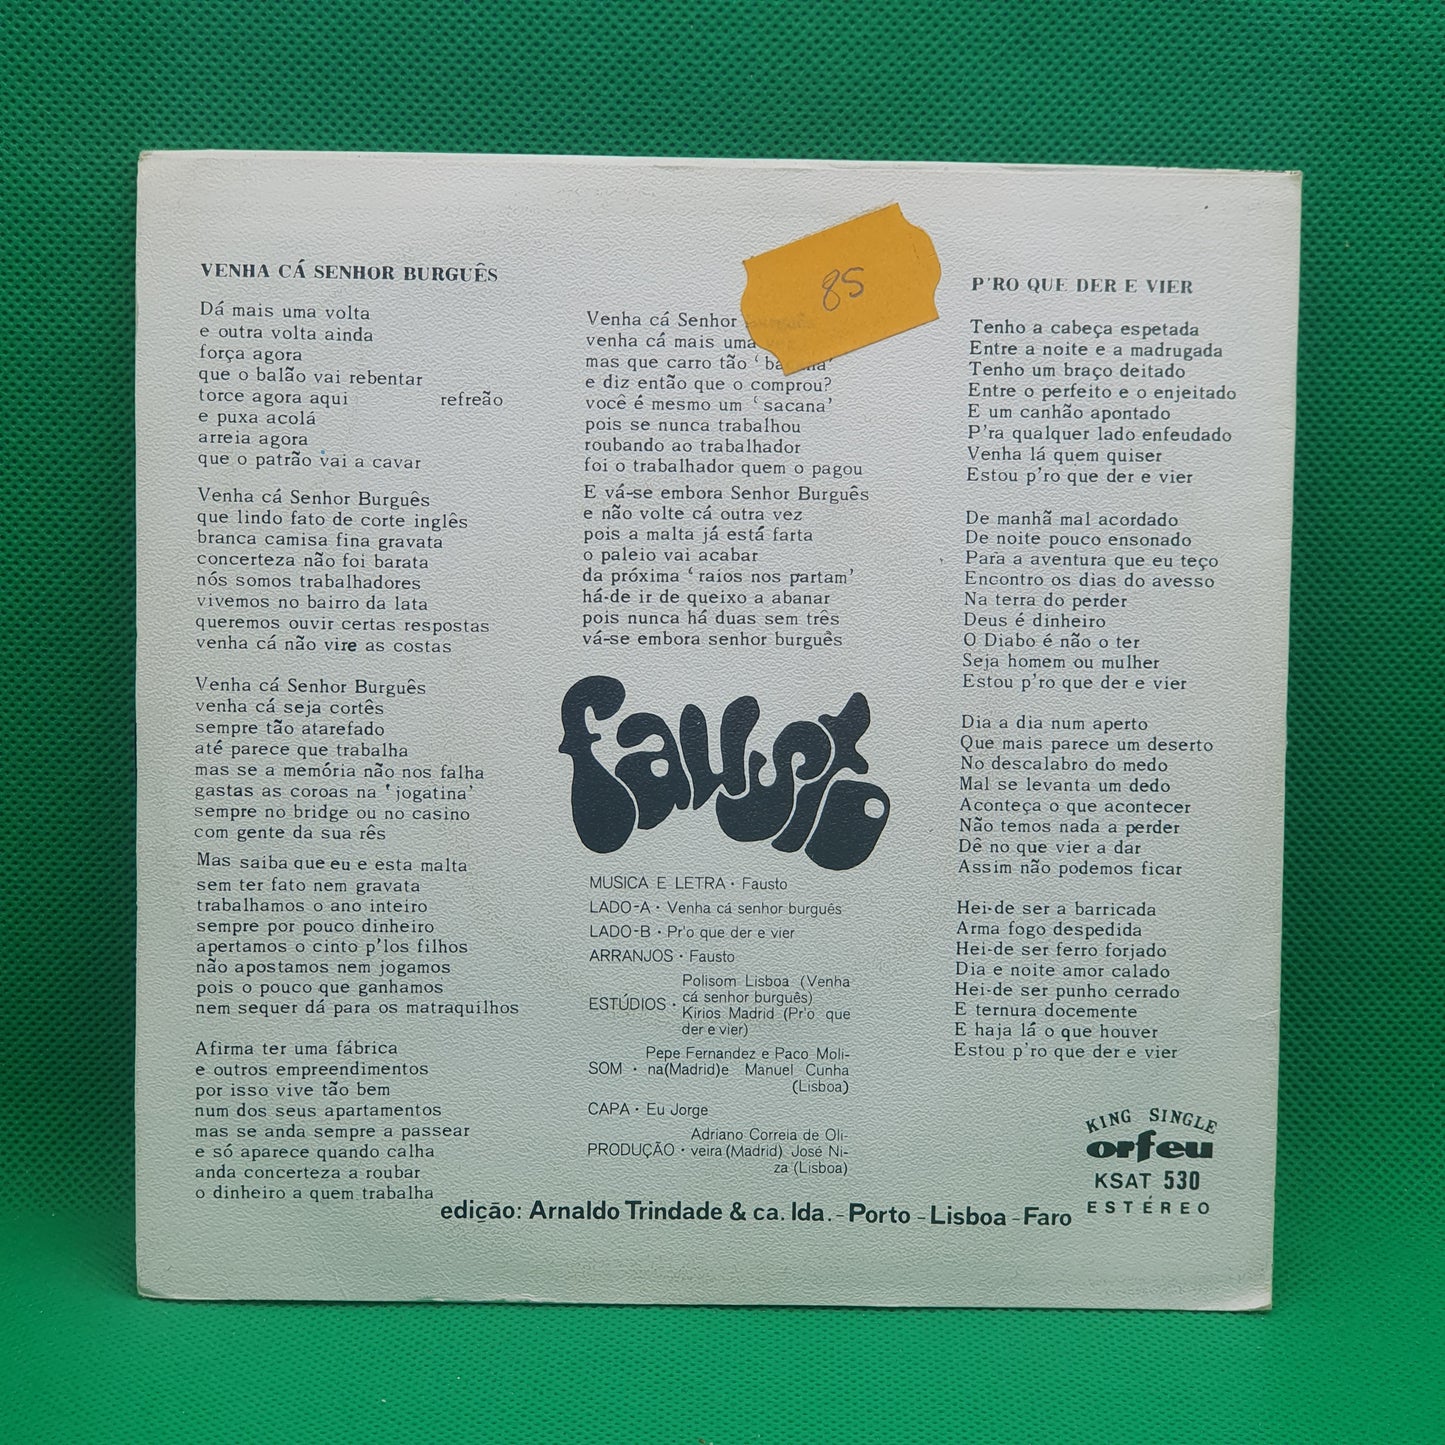 VENHA CÁ SENHOR BURGUÊS
Dá mais uma volta
e outra volta ainda
força agora
que o balão vai rebentar
torce agora aqui refreão
e puxa acolá
arreia agora
que o patrão vai a cavar
Venha cá Senhor Burguês
que lindo fato de corte inglês
branca camisa fina gravata
concerteza não foi barata
nós somos trabalhadores
vivemos no bairro da lata
queremos ouvir certas respostas
venha cá não vire as costas
Venha cá Senhor Burguês
venha cá seja cortês
sempre tão atarefado
até parece que trabalha
mas se a memória não nos falha
gastas as coroas na 'jogatina'
sempre no bridge ou no casino
com gente da sua rês
Mas saiba que eu e esta malta
sem ter fato nem gravata
trabalhamos o ano inteiro
sempre por pouco dinheiro
apertamos o cinto p'los filhos
não apostamos nem jogamos
pois o pouco que ganhamos
nem sequer dá para os matraquilhos
Afirma ter uma fábrica
e outros empreendimentos
por isso vive tão bem
num dos seus apartamentos
mas se anda sempre a passear
e só aparece quando calha
anda concerteza a roubar
o dinheiro a quem trabalha
85
Venha cá Senhor
venha cá mais uma
mas que carro tão
e diz então que o comprou?
você é mesmo um 'sacana'
pois se nunca trabalhou
roubando ao trabalhador
foi o trabalhador quem o pagou
E vá-se embora Senhor Burguês
e não volte cá outra vez
pois a malta já está farta
o paleio vai acabar
da próxima 'raios nos partam'
há-de ir de queixo a abanar
pois nunca há duas sem três
vá-se embora senhor burguês
fausto
MUSICA E LETRA • Fausto
LADO-A • Venha cá senhor burguês
LADO-B • Pr'o que der e vier
ARRANJOS • Fausto
ESTÚDIOS • Polisom Lisboa (Venha
cá senhor burguês)
Kirios Madrid (Pr'o que
der e vier)
SOM • Pepe Fernandez e Paco Moli-
na(Madrid)e Manuel Cunha
(Lisboa)
CAPA • Eu Jorge
PRODUÇÃO • Adriano Correia de Oli-
veira (Madrid) José Ni-
za (Lisboa)
P'RO QUE DER E VIER
Tenho a cabeça espetada
Entre a noite e a madrugada
Tenho um braço deitado
Entre o perfeito e o enjeitado
E um canhão apontado
P'ra qualquer lado enfeudado
Venha lá quem quiser
Estou p'ro que der e vier
De manhã mal acordado
De noite pouco ensonado
Para a aventura que eu teço
Encontro os dias do avesso
Na terra do perder
Deus é dinheiro
O Diabo é não o ter
Seja homem ou mulher
Estou p'ro que der e vier
Dia a dia num aperto
Que mais parece um deserto
No descalabro do medo
Mal se levanta um dedo
Aconteça o que acontecer
Não temos nada a perder
Dê no que vier a dar
Assim não podemos ficar
Hei-de ser a barricada
Arma fogo despedida
Hei-de ser ferro forjado
Dia e noite amor calado
Hei-de ser punho cerrado
E ternura docemente
E haja lá o que houver
Estou p'ro que der e vier
KING SINGLE
orfeu
KSAT 530
ESTÉREO
edição: Arnaldo Trindade & ca. lda. - Porto - Lisboa - Faro